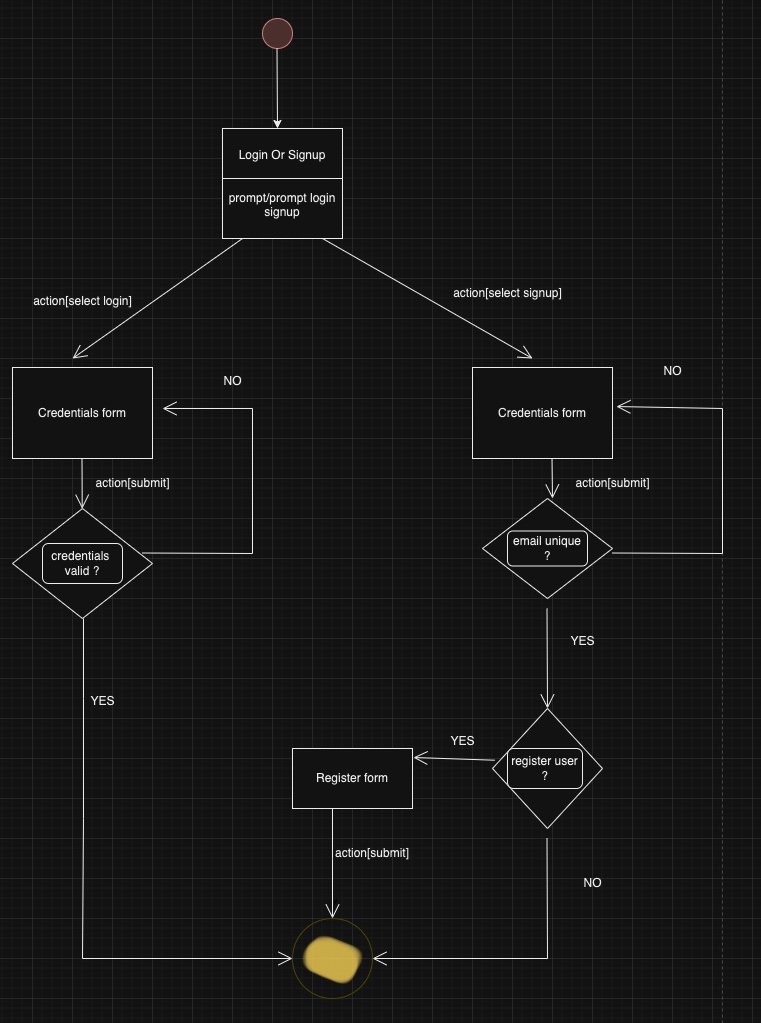 Login Or Signup
prompt/prompt login
signup
action[select login]
action[select signup]
NO
NO
Credentials form
Credentials form
action[submit]
action[submit]
credentials
valid ?
email unique
?
YES
YES
YES
register user
?
Register form
action[submit]
NO